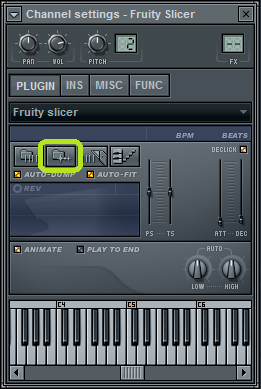 Channel settings - Fruity Slicer
PAN VOL PITCH 2 FX --
PLUGIN INS MISC FUNC
Fruity slicer
BPM BEATS
DECLICK
AUTO-DUMP AUTO-FIT
REV
PS - TS ATT - DEC
ANIMATE PLAY TO END
AUTO
LOW HIGH
C4 C5 C6